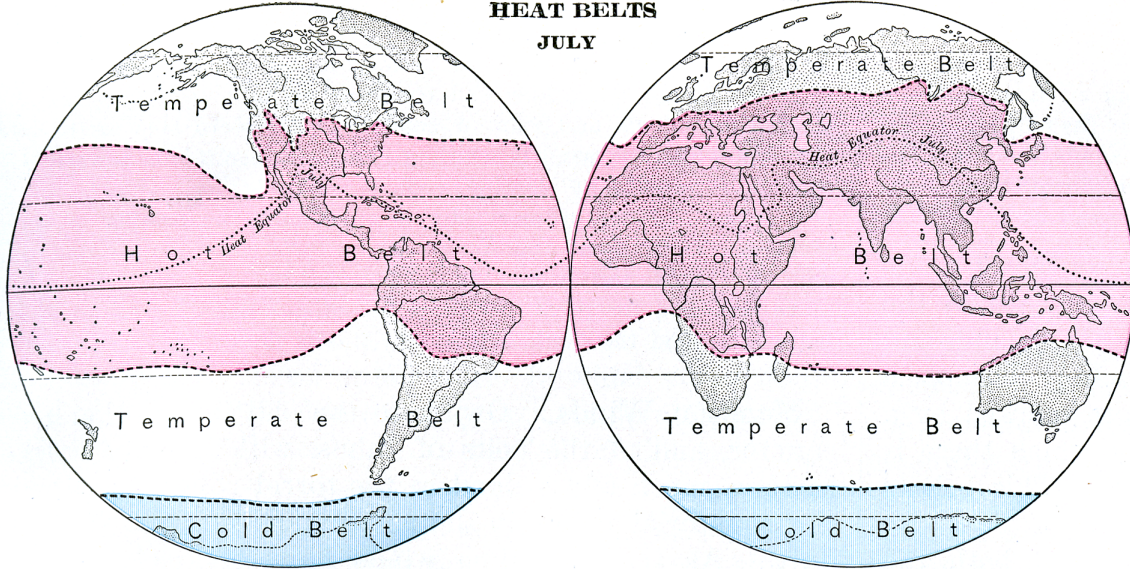 HEAT BELTS
JULY
Temperate Belt
Temperate Belt
Heat Equator July
Heat Equator July
Hot Belt
Hot Belt
Temperate Belt
Temperate Belt
Cold Belt
Cold Belt